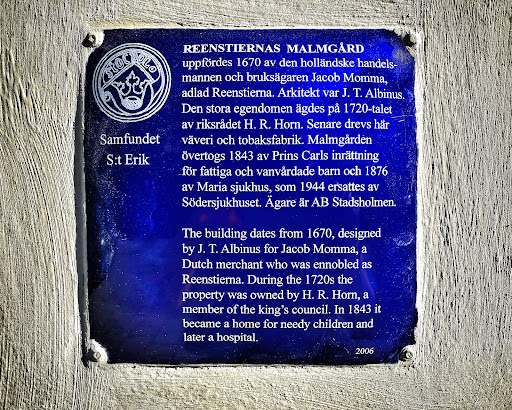 STOCKHOLM
Samfundet
S:t Erik
REENSTIERNAS MALMGÅRD
uppfördes 1670 av den holländske handels-
mannen och bruksägaren Jacob Momma,
adlad Reenstierna. Arkitekt var J. T. Albinus.
Den stora egendomen ägdes på 1720-talet
av riksrådet H. R. Horn. Senare drevs här
väveri och tobaksfabrik. Malmgården
övertogs 1843 av Prins Carls inrättning
för fattiga och vanvårdade barn och 1876
av Maria sjukhus, som 1944 ersattes av
Södersjukhuset. Ägare är AB Stadsholmen.
The building dates from 1670, designed
by J. T. Albinus for Jacob Momma, a
Dutch merchant who was ennobled as
Reenstierna. During the 1720s the
property was owned by H. R. Horn, a
member of the king's council. In 1843 it
became a home for needy children and
later a hospital.
2006